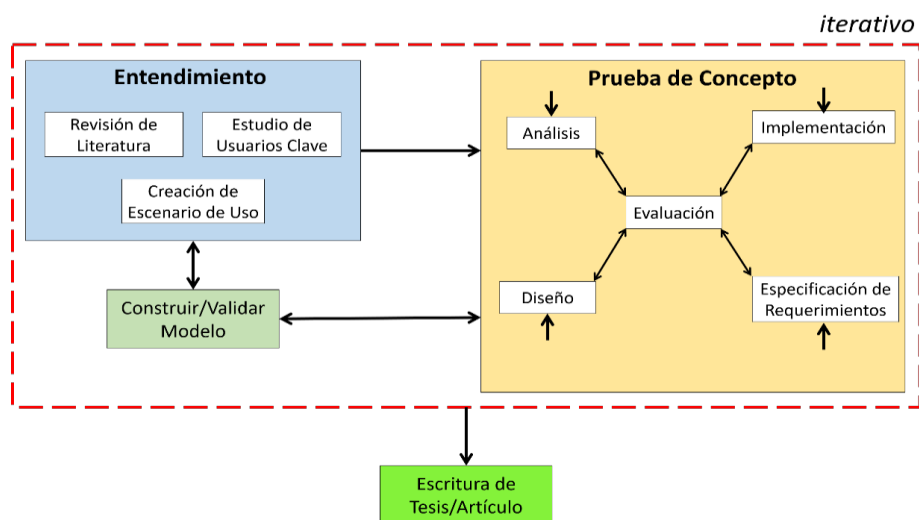 iterativo
Entendimiento
Revisión de
Literatura
Estudio de
Usuarios Clave
Creación de
Escenario de Uso
Construir/Validar
Modelo
Prueba de Concepto
Análisis
Implementación
Evaluación
Diseño
Especificación de
Requerimientos
Escritura de
Tesis/Artículo